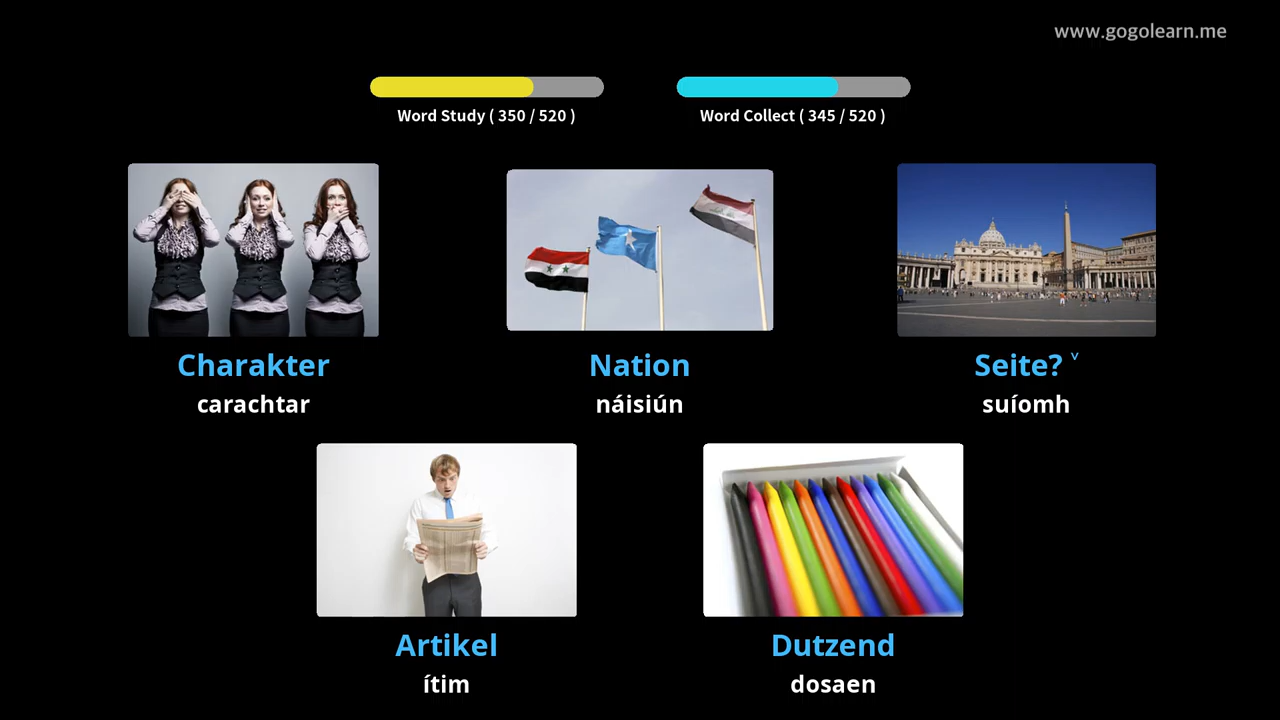 www.gogolearn.me
Word Study ( 350 / 520 )
Word Collect ( 345 / 520 )
Charakter
carachtar
Nation
náisiún
Seite? ᵛ
suíomh
Artikel
ítim
Dutzend
dosaen